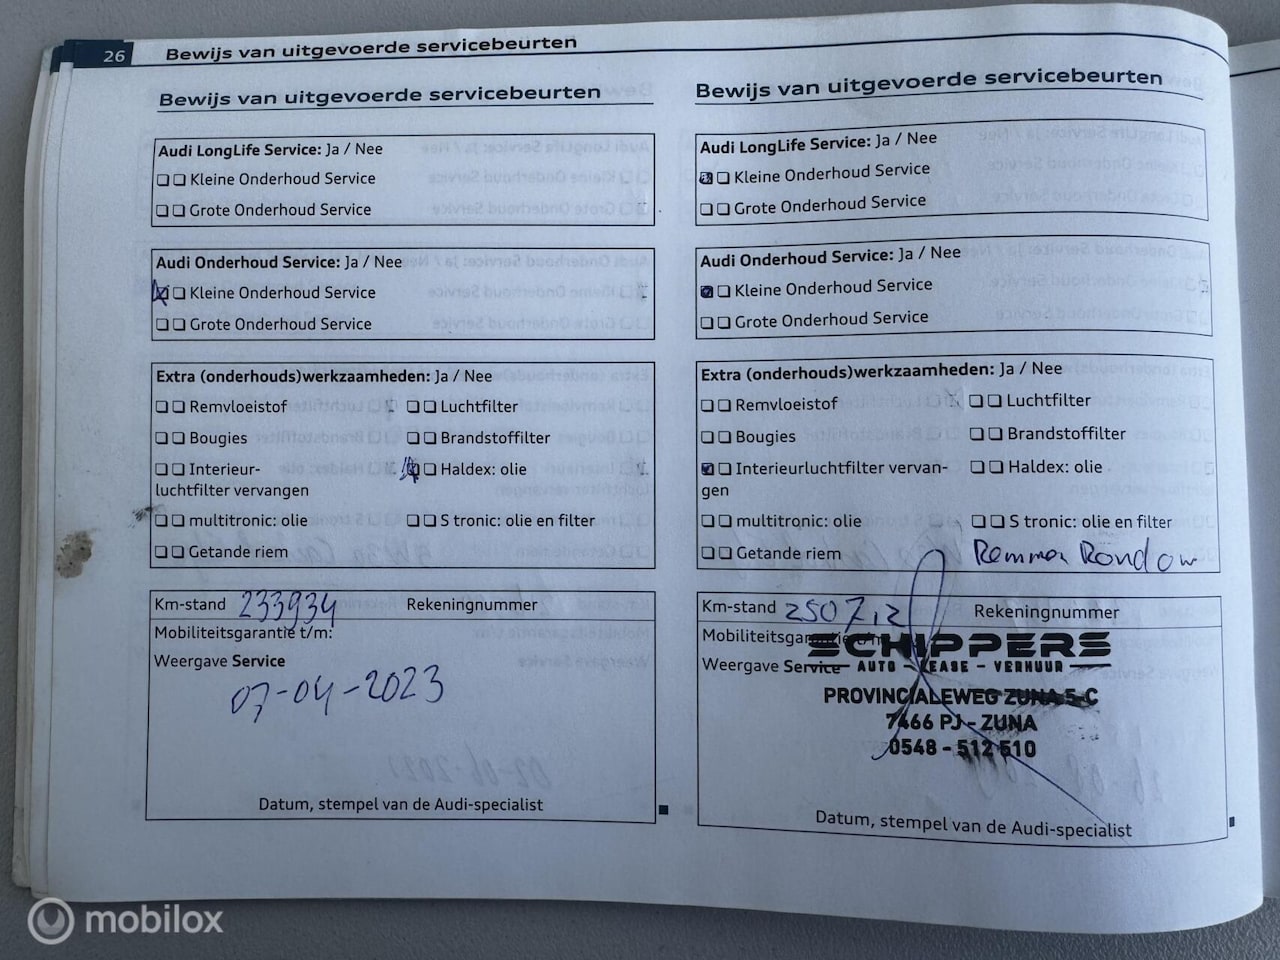 26 Bewijs van uitgevoerde servicebeurten
Bewijs van uitgevoerde servicebeurten
Audi LongLife Service: Ja / Nee
Kleine Onderhoud Service
Grote Onderhoud Service
Audi Onderhoud Service: Ja / Nee
Kleine Onderhoud Service
Grote Onderhoud Service
Extra (onderhouds)werkzaamheden: Ja / Nee
Remvloeistof Luchtfilter
Bougies Brandstoffilter
Interieur- Haldex: olie
luchtfilter vervangen
multitronic: olie S tronic: olie en filter
Getande riem
Km-stand 233934 Rekeningnummer
Mobiliteitsgarantie t/m:
Weergave Service
07-04-2023
Datum, stempel van de Audi-specialist
Bewijs van uitgevoerde servicebeurten
Audi LongLife Service: Ja / Nee
Kleine Onderhoud Service
Grote Onderhoud Service
Audi Onderhoud Service: Ja / Nee
Kleine Onderhoud Service
Grote Onderhoud Service
Extra (onderhouds)werkzaamheden: Ja / Nee
Remvloeistof Luchtfilter
Bougies Brandstoffilter
Interieurluchtfilter vervan- Haldex: olie
gen
multitronic: olie S tronic: olie en filter
Getande riem Remmen Rondom
Km-stand 250712 Rekeningnummer
Mobiliteitsgarantie t/m:
SCHIPPERS
Weergave Service
AUTO - LEASE - VERHUUR
PROVINCIALEWEG ZUNA 5-C
7466 PJ - ZUNA
0548 - 512 510
Datum, stempel van de Audi-specialist
mobilox